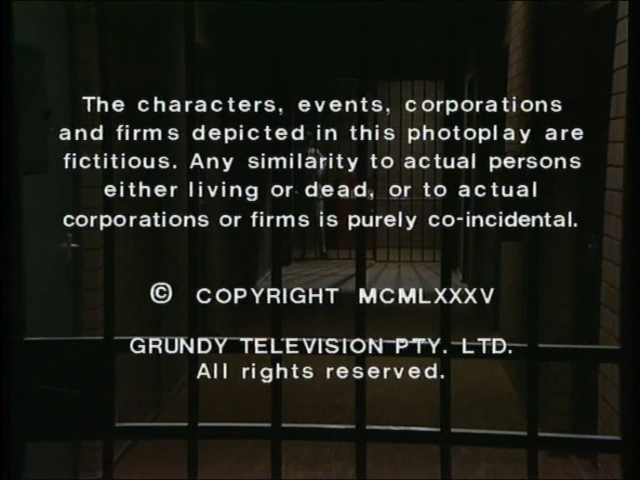 The characters, events, corporations
and firms depicted in this photoplay are
fictitious. Any similarity to actual persons
either living or dead, or to actual
corporations or firms is purely co-incidental.
© COPYRIGHT MCMLXXXV
GRUNDY TELEVISION PTY. LTD.
All rights reserved.